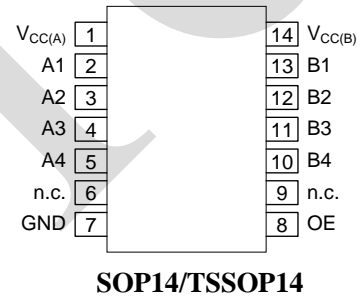 VCC(A) 1 14 VCC(B)
A1 2 13 B1
A2 3 12 B2
A3 4 11 B3
A4 5 10 B4
n.c. 6 9 n.c.
GND 7 8 OE
SOP14/TSSOP14